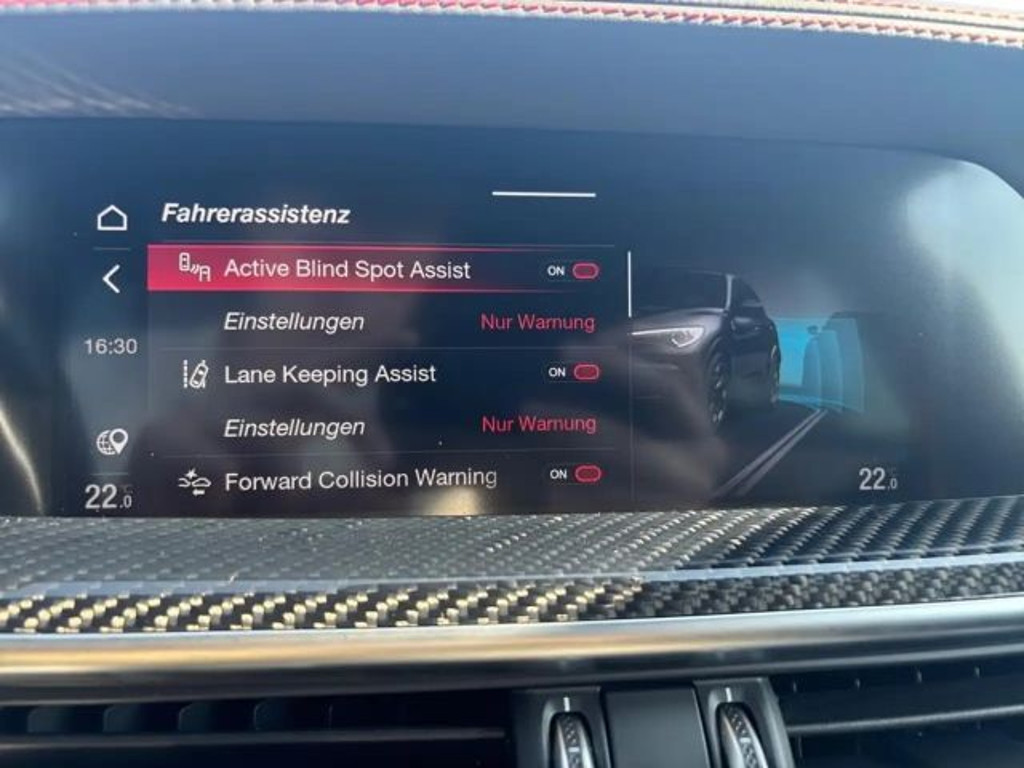 Fahrerassistenz
Active Blind Spot Assist ON
Einstellungen Nur Warnung
16:30
Lane Keeping Assist ON
Einstellungen Nur Warnung
Forward Collision Warning ON
22.0
22.5